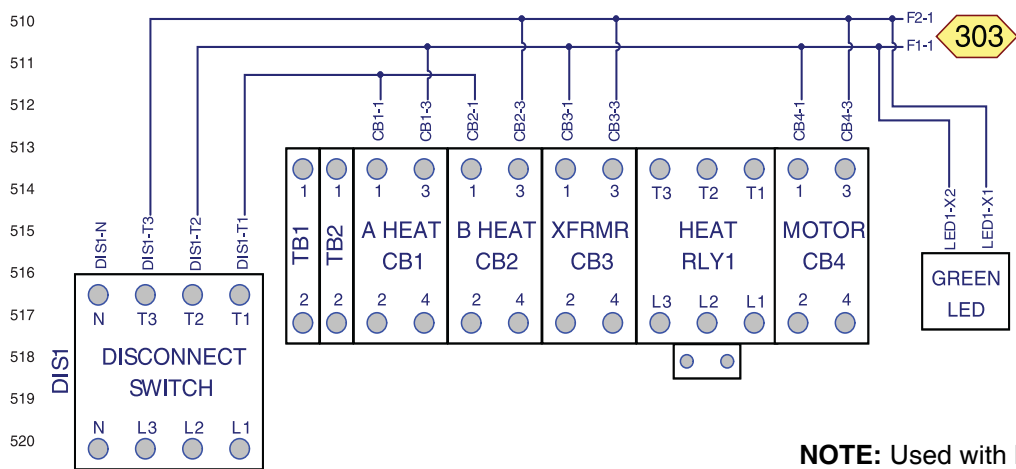 510
511
512
513
514
515
516
517
518
519
520
F2-1
F1-1
303
CB1-1
CB1-3
CB2-1
CB2-3
CB3-1
CB3-3
CB4-1
CB4-3
DIS1-N
DIS1-T3
DIS1-T2
DIS1-T1
LED1-X2
LED1-X1
1 1 1 3 1 3 1 3 T3 T2 T1 1 3
TB1
TB2
A HEAT
CB1
B HEAT
CB2
XFRMR
CB3
HEAT
RLY1
MOTOR
CB4
2 2 2 4 2 4 2 4 L3 L2 L1 2 4
GREEN
LED
DIS1
N T3 T2 T1
DISCONNECT
SWITCH
N L3 L2 L1
NOTE: Used with